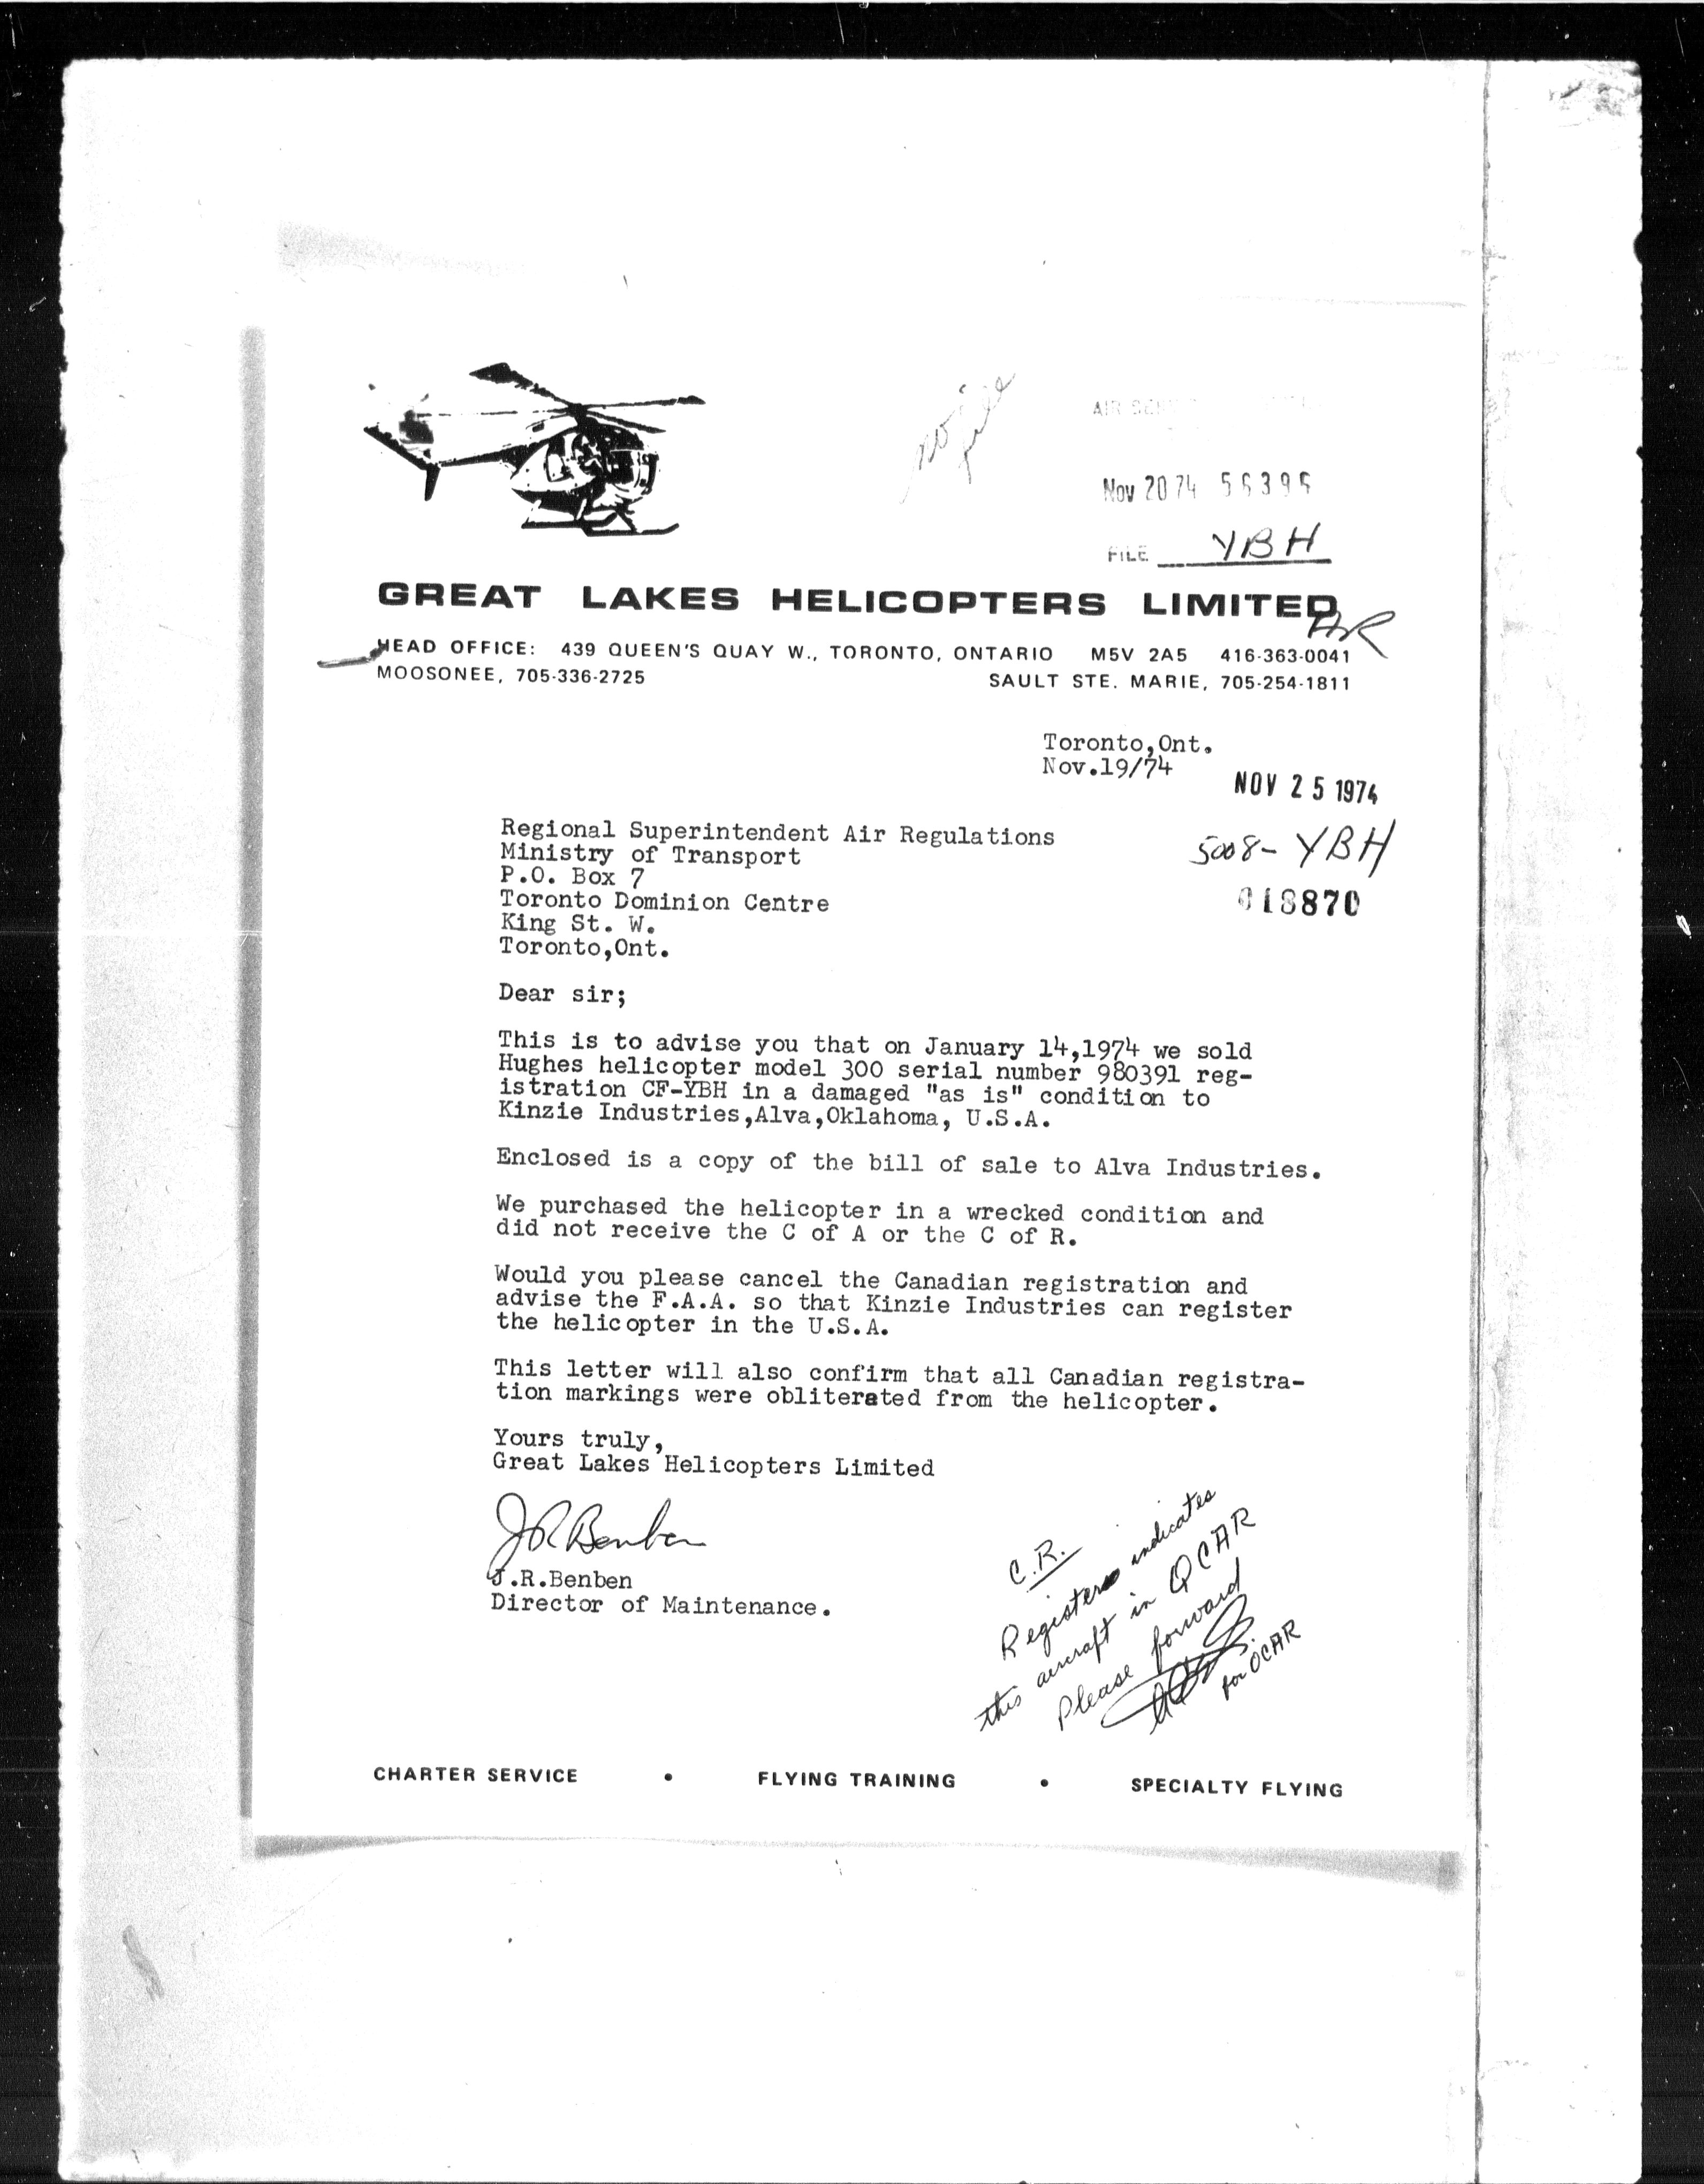 no file
Nov 20 74 56395
FILE YBH
GREAT LAKES HELICOPTERS LIMITED
AR
HEAD OFFICE: 439 QUEEN'S QUAY W., TORONTO, ONTARIO M5V 2A5 416-363-0041
MOOSONEE, 705-336-2725 SAULT STE. MARIE, 705-254-1811
Toronto,Ont.
Nov.19/74
NOV 25 1974
5008-YBH
018870
Regional Superintendent Air Regulations
Ministry of Transport
P.O. Box 7
Toronto Dominion Centre
King St. W.
Toronto,Ont.
Dear sir;
This is to advise you that on January 14,1974 we sold
Hughes helicopter model 300 serial number 980391 reg-
istration CF-YBH in a damaged "as is" condition to
Kinzie Industries,Alva,Oklahoma, U.S.A.
Enclosed is a copy of the bill of sale to Alva Industries.
We purchased the helicopter in a wrecked condition and
did not receive the C of A or the C of R.
Would you please cancel the Canadian registration and
advise the F.A.A. so that Kinzie Industries can register
the helicopter in the U.S.A.
This letter will also confirm that all Canadian registra-
tion markings were obliterated from the helicopter.
Yours truly,
Great Lakes Helicopters Limited
JR Benben
J.R.Benben
Director of Maintenance.
C.R.
Registers indicates
this aircraft in QCAR
Please forward
for OCAR
CHARTER SERVICE • FLYING TRAINING • SPECIALTY FLYING